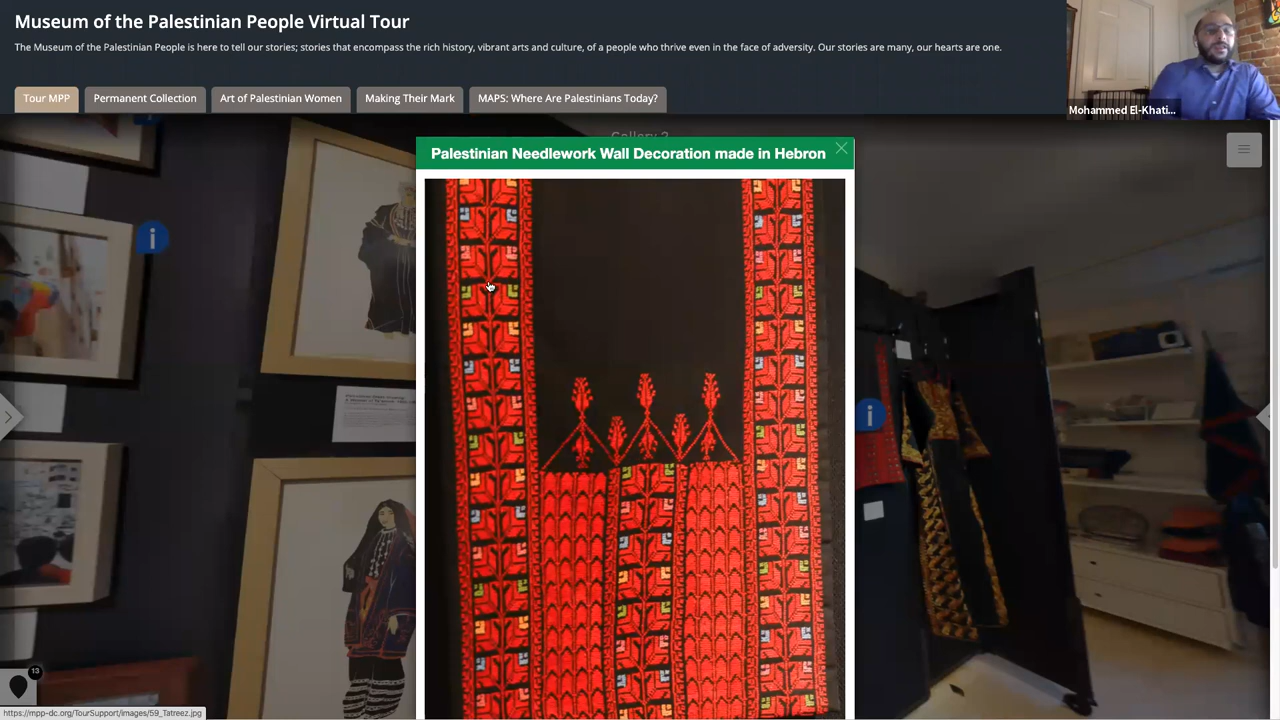 Museum of the Palestinian People Virtual Tour
The Museum of the Palestinian People is here to tell our stories; stories that encompass the rich history, vibrant arts and culture, of a people who thrive even in the face of adversity. Our stories are many, our hearts are one.
Mohammed El-Khati...
Tour MPP
Permanent Collection
Art of Palestinian Women
Making Their Mark
MAPS: Where Are Palestinians Today?
Gallery 2
Palestinian Needlework Wall Decoration made in Hebron
i
i
13
https://mpp-dc.org/TourSupport/images/59_Tatreez.jpg